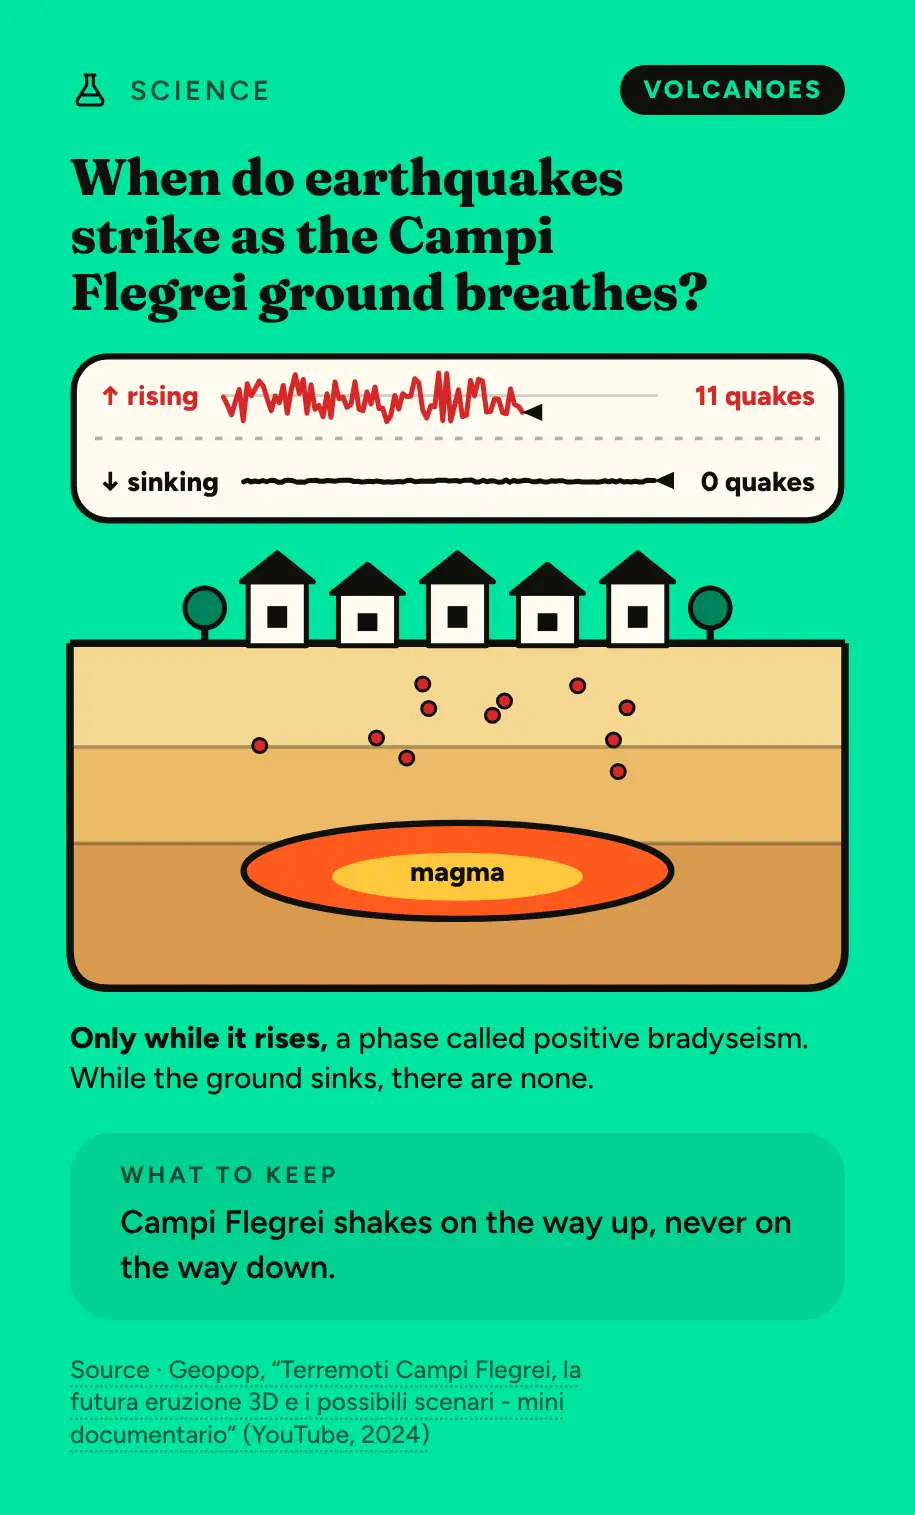 SCIENCE
VOLCANOES
When do earthquakes
strike as the Campi
Flegrei ground breathes?
↑ rising
11 quakes
↓ sinking
0 quakes
magma
Only while it rises, a phase called positive bradyseism.
While the ground sinks, there are none.
WHAT TO KEEP
Campi Flegrei shakes on the way up, never on
the way down.
Source · Geopop, “Terremoti Campi Flegrei, la
futura eruzione 3D e i possibili scenari - mini
documentario” (YouTube, 2024)